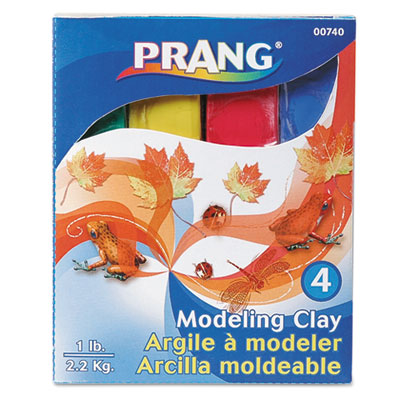 00740
PRANG®
4
Modeling Clay
1 lb.
Argile à modeler
2.2 Kg.
Arcilla moldeable